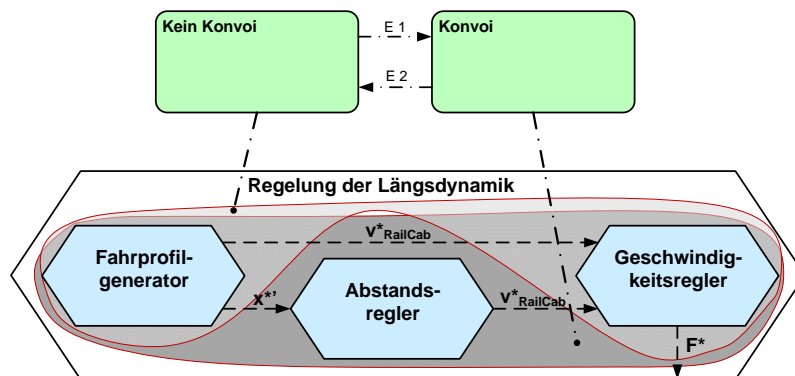 Kein Konvoi
E 1
Konvoi
E 2
Regelung der Längsdynamik
Fahrprofil-
generator
v*RailCab
Geschwindig-
keitsregler
x*'
Abstands-
regler
v*RailCab
F*